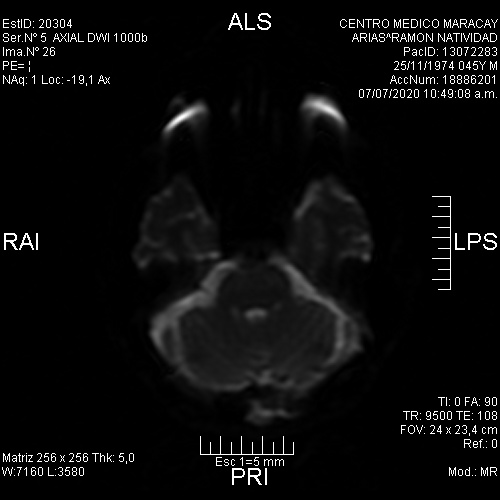 ALS
EstID: 20304
Ser.Nº 5 AXIAL DWI 1000b
Ima.Nº 26
PE= ¦
NAq: 1 Loc: -19,1 Ax
CENTRO MEDICO MARACAY
ARIAS^RAMON NATIVIDAD
PacID: 13072283
25/11/1974 045Y M
AccNum: 18886201
07/07/2020 10:49:08 a.m.
RAI
LPS
TI: 0 FA: 90
TR: 9500 TE: 108
FOV: 24 x 23,4 cm
Ref.: 0
Matriz 256 x 256 Thk: 5,0
W:7160 L:3580
Esc 1=5 mm
PRI
Mod.: MR